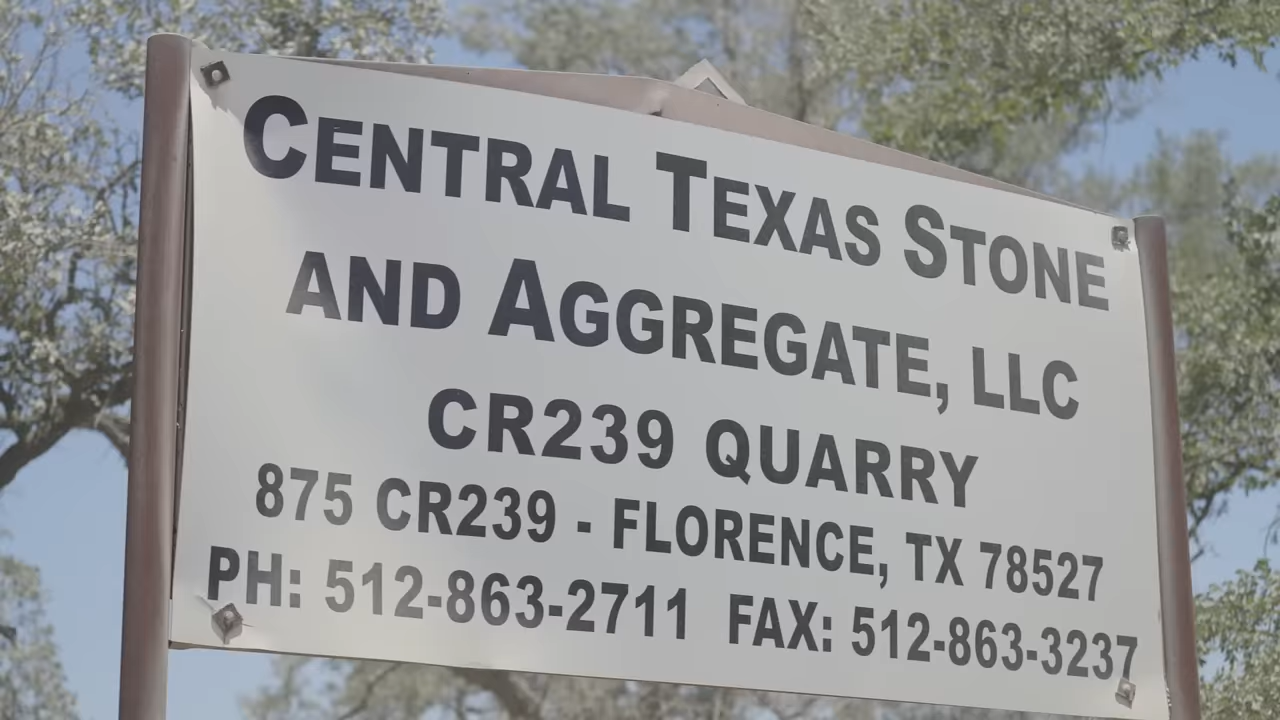 CENTRAL TEXAS STONE
AND AGGREGATE, LLC
CR239 QUARRY
875 CR239 - FLORENCE, TX 78527
PH: 512-863-2711 FAX: 512-863-3237